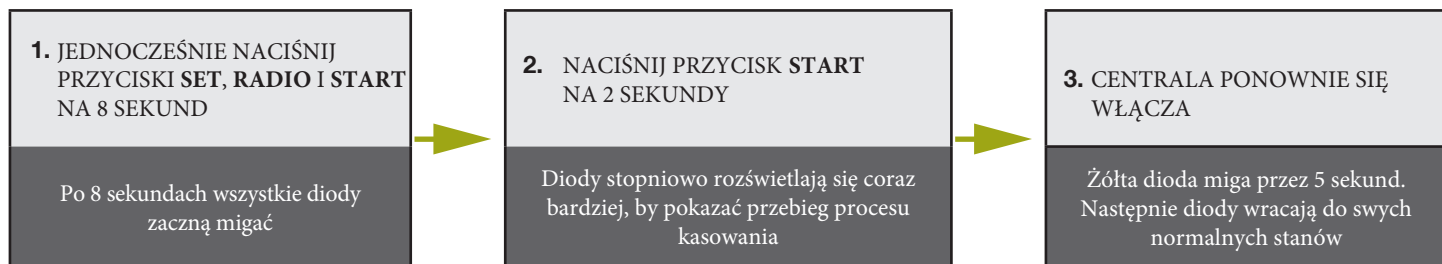 1. JEDNOCZEŚNIE NACIŚNIJ
PRZYCISKI SET, RADIO I START
NA 8 SEKUND
Po 8 sekundach wszystkie diody
zaczną migać
2. NACIŚNIJ PRZYCISK START
NA 2 SEKUNDY
Diody stopniowo rozświetlają się coraz
bardziej, by pokazać przebieg procesu
kasowania
3. CENTRALA PONOWNIE SIĘ
WŁĄCZA
Żółta dioda miga przez 5 sekund.
Następnie diody wracają do swych
normalnych stanów